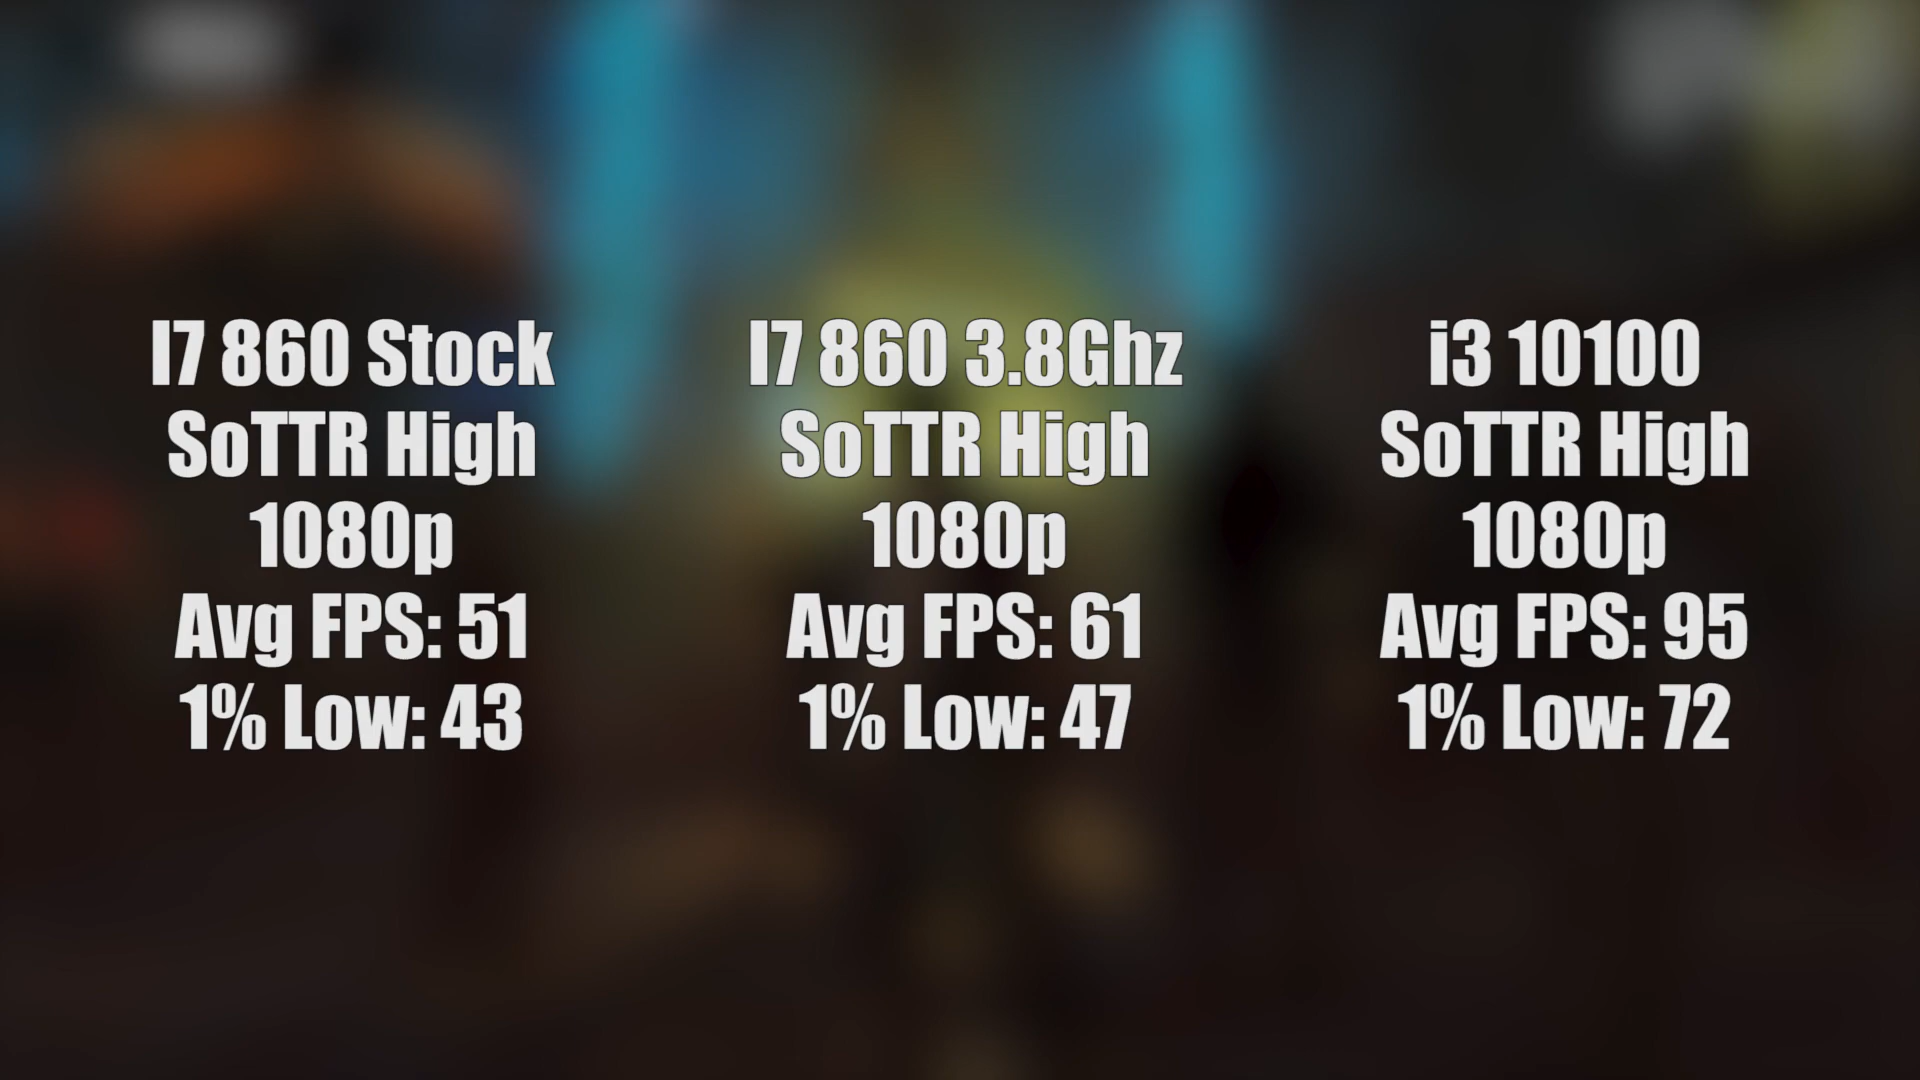 I7 860 Stock
SoTTR High
1080p
Avg FPS: 51
1% Low: 43
I7 860 3.8Ghz
SoTTR High
1080p
Avg FPS: 61
1% Low: 47
i3 10100
SoTTR High
1080p
Avg FPS: 95
1% Low: 72